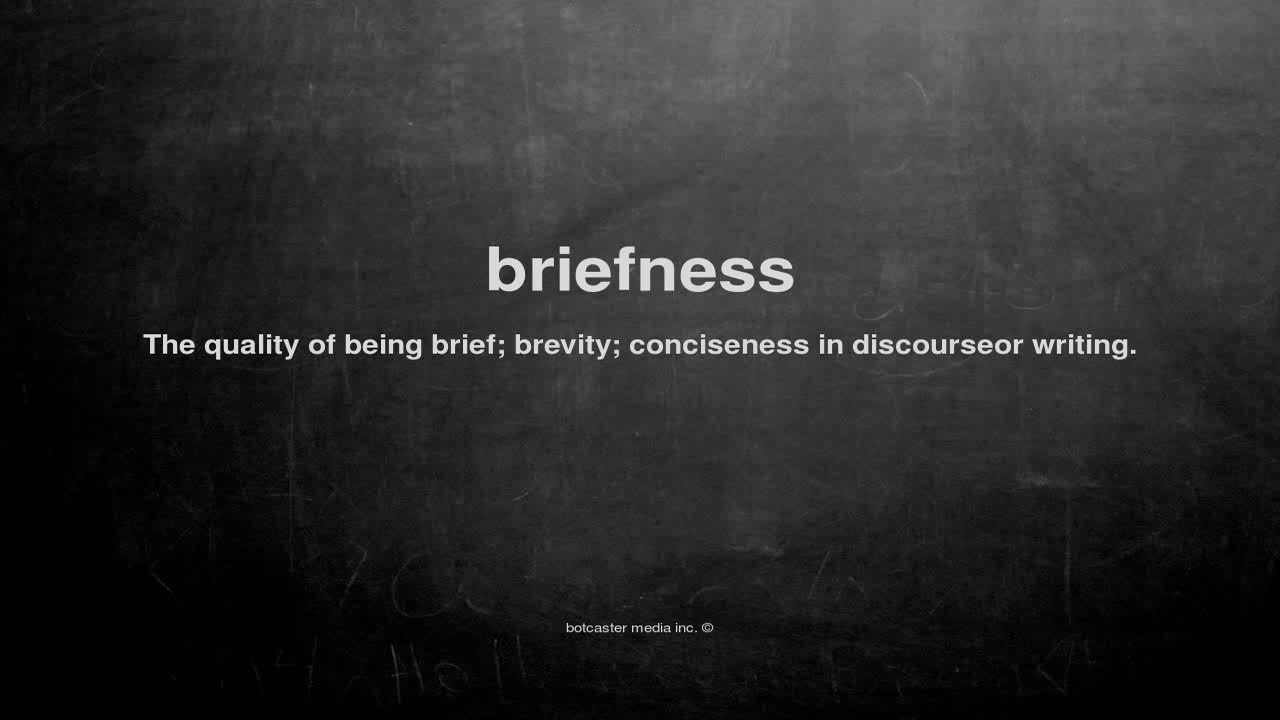 briefness
The quality of being brief; brevity; conciseness in discourseor writing.
botcaster media inc. ©